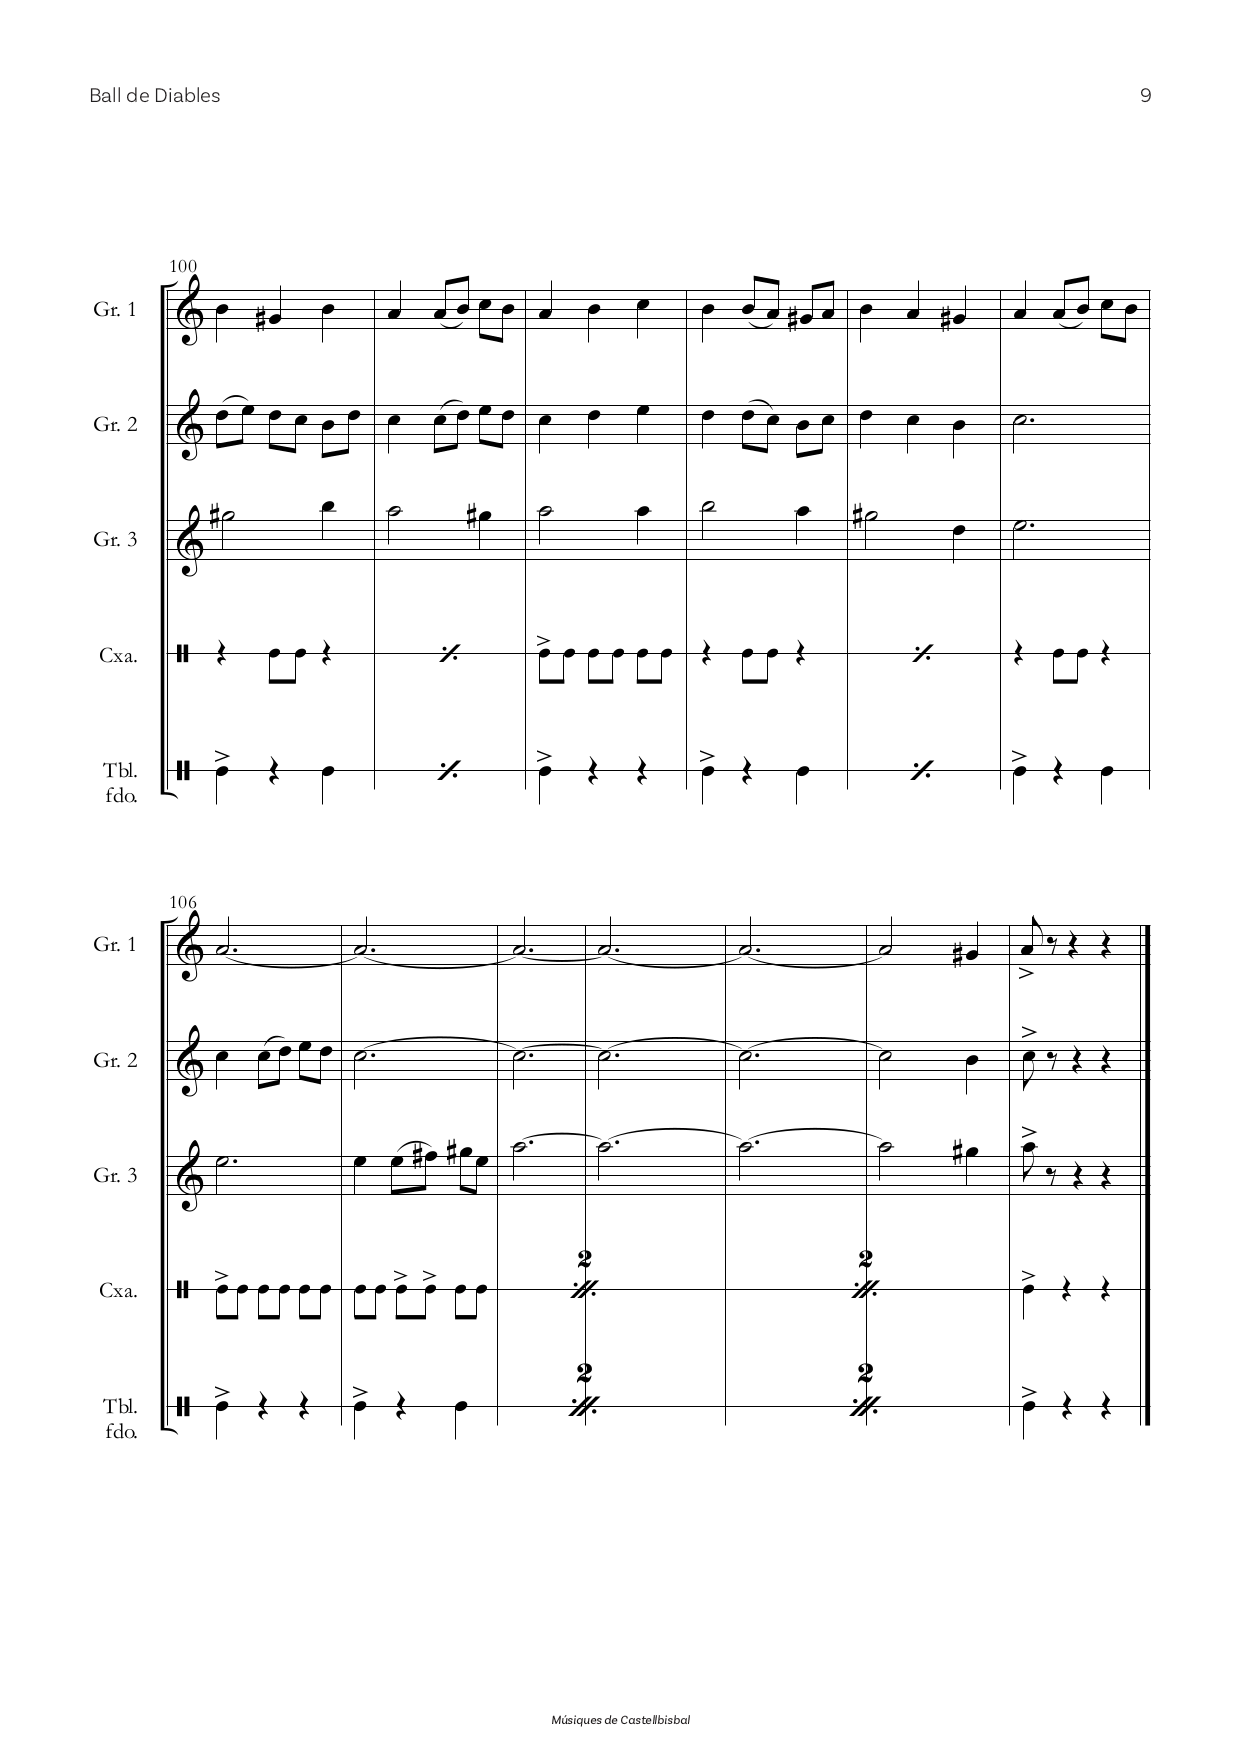 Ball de Diables 9
100
Gr. 1
Gr. 2
Gr. 3
Cxa.
Tbl.
fdo.
106
Gr. 1
Gr. 2
Gr. 3
2 2
Cxa.
2 2
Tbl.
fdo.
Músiques de Castellbisbal